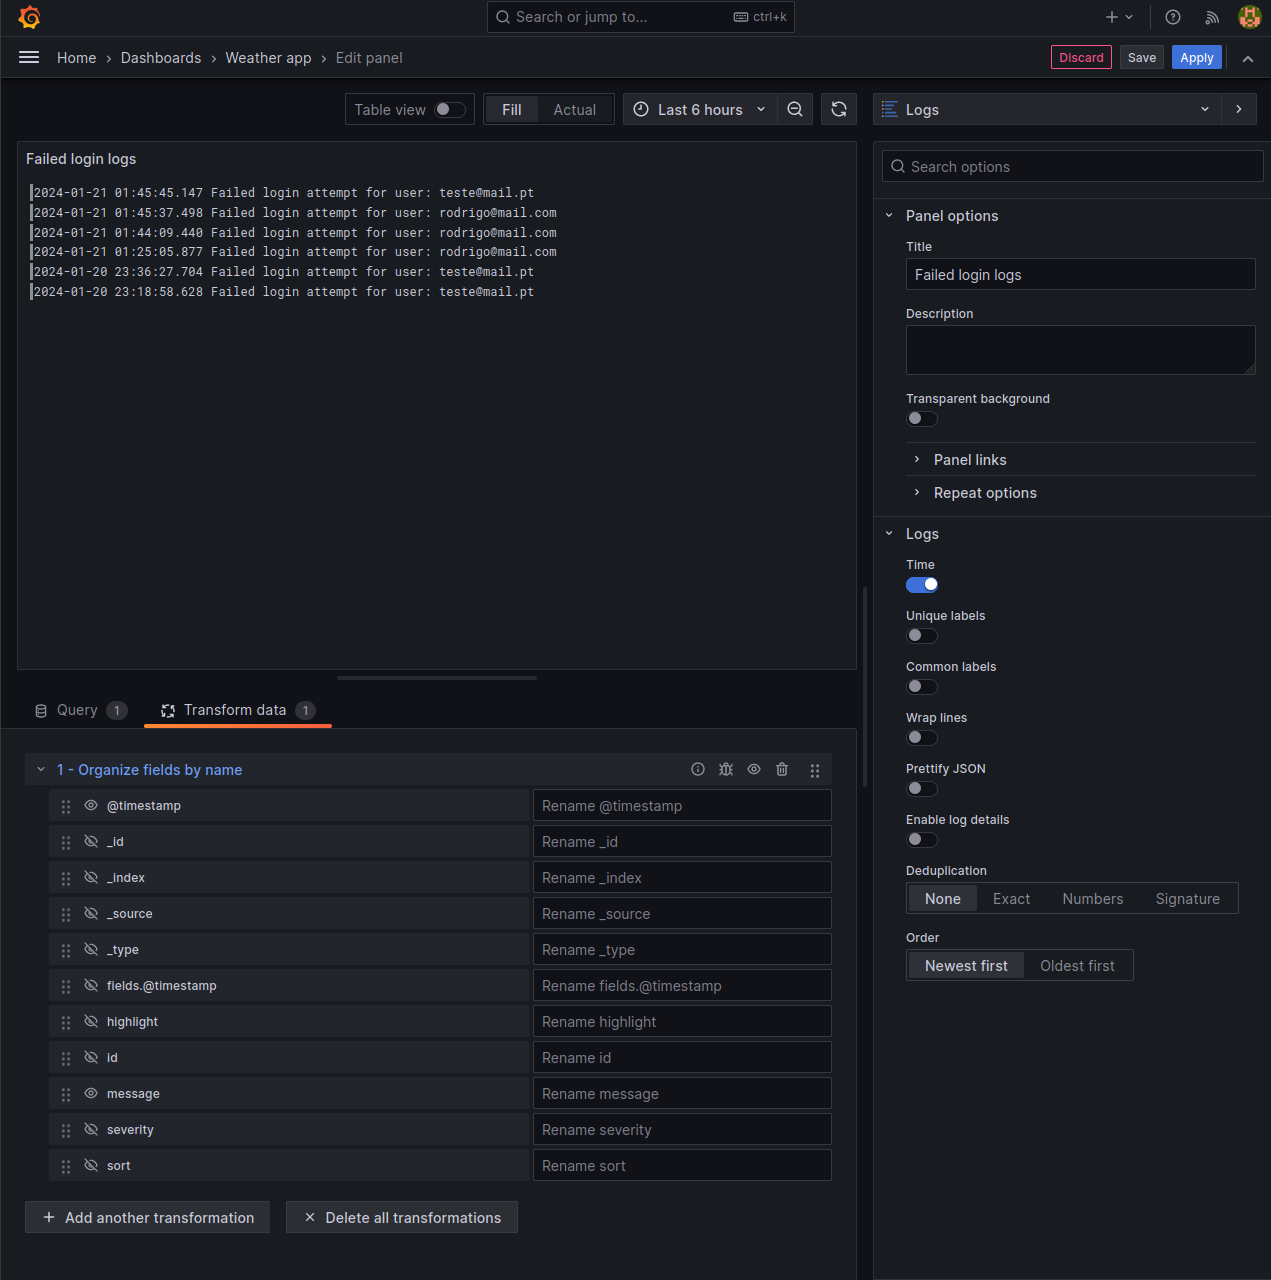 Search or jump to... ctrl+k
Home › Dashboards › Weather app › Edit panel Discard Save Apply
Table view Fill Actual Last 6 hours Logs
Failed login logs
2024-01-21 01:45:45.147 Failed login attempt for user: teste@mail.pt
2024-01-21 01:45:37.498 Failed login attempt for user: rodrigo@mail.com
2024-01-21 01:44:09.440 Failed login attempt for user: rodrigo@mail.com
2024-01-21 01:25:05.877 Failed login attempt for user: rodrigo@mail.com
2024-01-20 23:36:27.704 Failed login attempt for user: teste@mail.pt
2024-01-20 23:18:58.628 Failed login attempt for user: teste@mail.pt
Query 1 Transform data 1
1 - Organize fields by name
@timestamp Rename @timestamp
_id Rename _id
_index Rename _index
_source Rename _source
_type Rename _type
fields.@timestamp Rename fields.@timestamp
highlight Rename highlight
id Rename id
message Rename message
severity Rename severity
sort Rename sort
Add another transformation Delete all transformations
Search options
Panel options
Title
Failed login logs
Description
Transparent background
Panel links
Repeat options
Logs
Time
Unique labels
Common labels
Wrap lines
Prettify JSON
Enable log details
Deduplication
None Exact Numbers Signature
Order
Newest first Oldest first